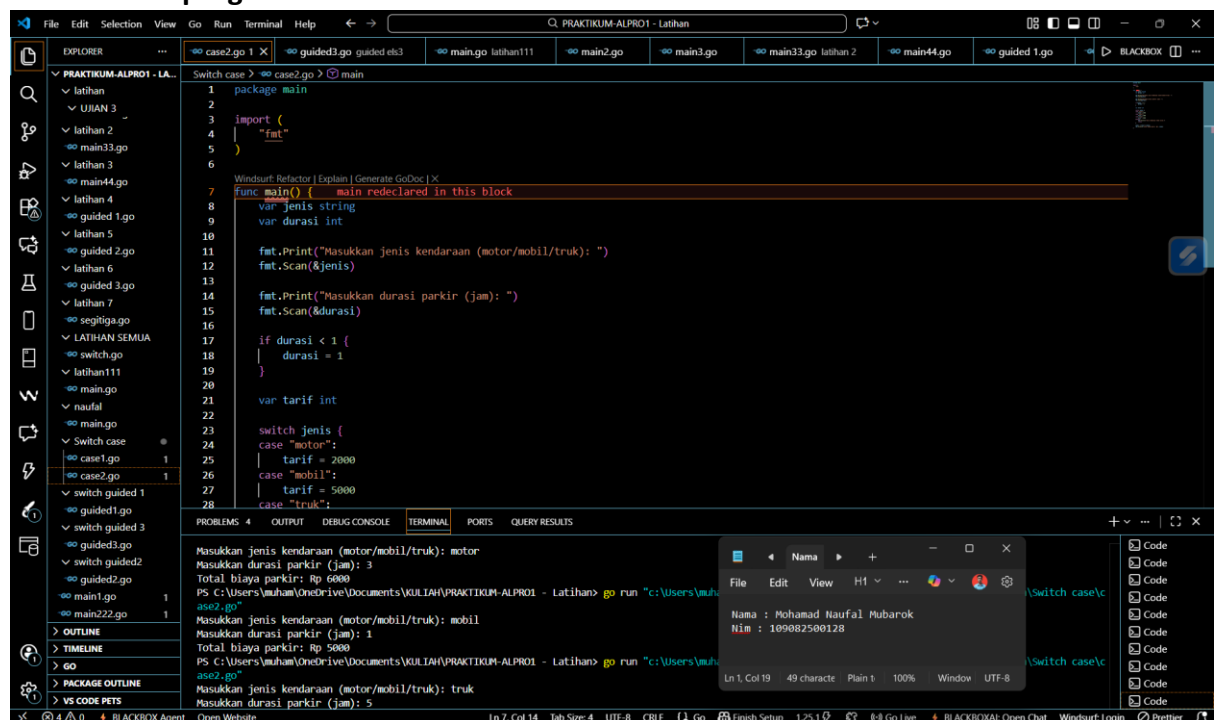 File Edit Selection View Go Run Terminal Help
PRAKTIKUM-ALPRO1 - Latihan
EXPLORER
case2.go 1
guided3.go guided els3
main.go latihan111
main2.go
main3.go
main33.go latihan 2
main44.go
guided 1.go
BLACKBOX
PRAKTIKUM-ALPRO1 - LA...
latihan
UJIAN 3
latihan 2
main33.go
latihan 3
main44.go
latihan 4
guided 1.go
latihan 5
guided 2.go
latihan 6
guided 3.go
latihan 7
segitiga.go
LATIHAN SEMUA
switch.go
latihan111
main.go
naufal
main.go
Switch case
case1.go 1
case2.go 1
switch guided 1
guided1.go
switch guided 3
guided3.go
switch guided2
guided2.go
main1.go 1
main222.go 1
OUTLINE
TIMELINE
GO
PACKAGE OUTLINE
VS CODE PETS
Switch case > case2.go > main
1 package main
2
3 import (
4 "fmt"
5 )
6
Windsurf: Refactor | Explain | Generate GoDoc | X
7 func main() { main redeclared in this block
8 var jenis string
9 var durasi int
10
11 fmt.Print("Masukkan jenis kendaraan (motor/mobil/truk): ")
12 fmt.Scan(&jenis)
13
14 fmt.Print("Masukkan durasi parkir (jam): ")
15 fmt.Scan(&durasi)
16
17 if durasi < 1 {
18 durasi = 1
19 }
20
21 var tarif int
22
23 switch jenis {
24 case "motor":
25 tarif = 2000
26 case "mobil":
27 tarif = 5000
28 case "truk":
PROBLEMS 4 OUTPUT DEBUG CONSOLE TERMINAL PORTS QUERY RESULTS
Masukkan jenis kendaraan (motor/mobil/truk): motor
Masukkan durasi parkir (jam): 3
Total biaya parkir: Rp 6000
PS C:\Users\muham\OneDrive\Documents\KULIAH\PRAKTIKUM-ALPRO1 - Latihan> go run "c:\Users\muha \Switch case\c
ase2.go"
Masukkan jenis kendaraan (motor/mobil/truk): mobil
Masukkan durasi parkir (jam): 1
Total biaya parkir: Rp 5000
PS C:\Users\muham\OneDrive\Documents\KULIAH\PRAKTIKUM-ALPRO1 - Latihan> go run "c:\Users\muha \Switch case\c
ase2.go"
Masukkan jenis kendaraan (motor/mobil/truk): truk
Masukkan durasi parkir (jam): 5
Nama
File Edit View H1
Nama : Mohamad Naufal Mubarok
Nim : 109082500128
Ln 1, Col 19 49 characte Plain t 100% Window UTF-8
Code
Code
Code
Code
Code
Code
Code
Code
Code
Code
4 0 BLACKBOX Agent Open Website
Ln 7, Col 14 Tab Size: 4 UTF-8 CRLF Go Finish Setup 1.25.1 Go Live BLACKBOXAI: Open Chat Windsurf: Login Prettier